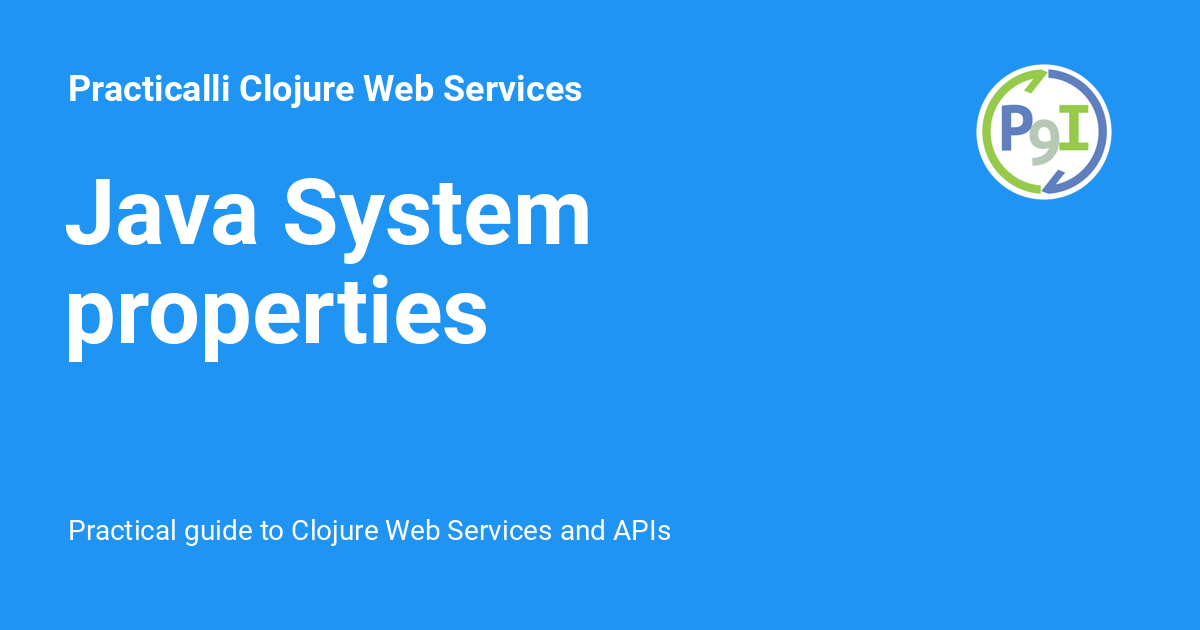 Practicalli Clojure Web Services
P9I
Java System
properties
Practical guide to Clojure Web Services and APIs